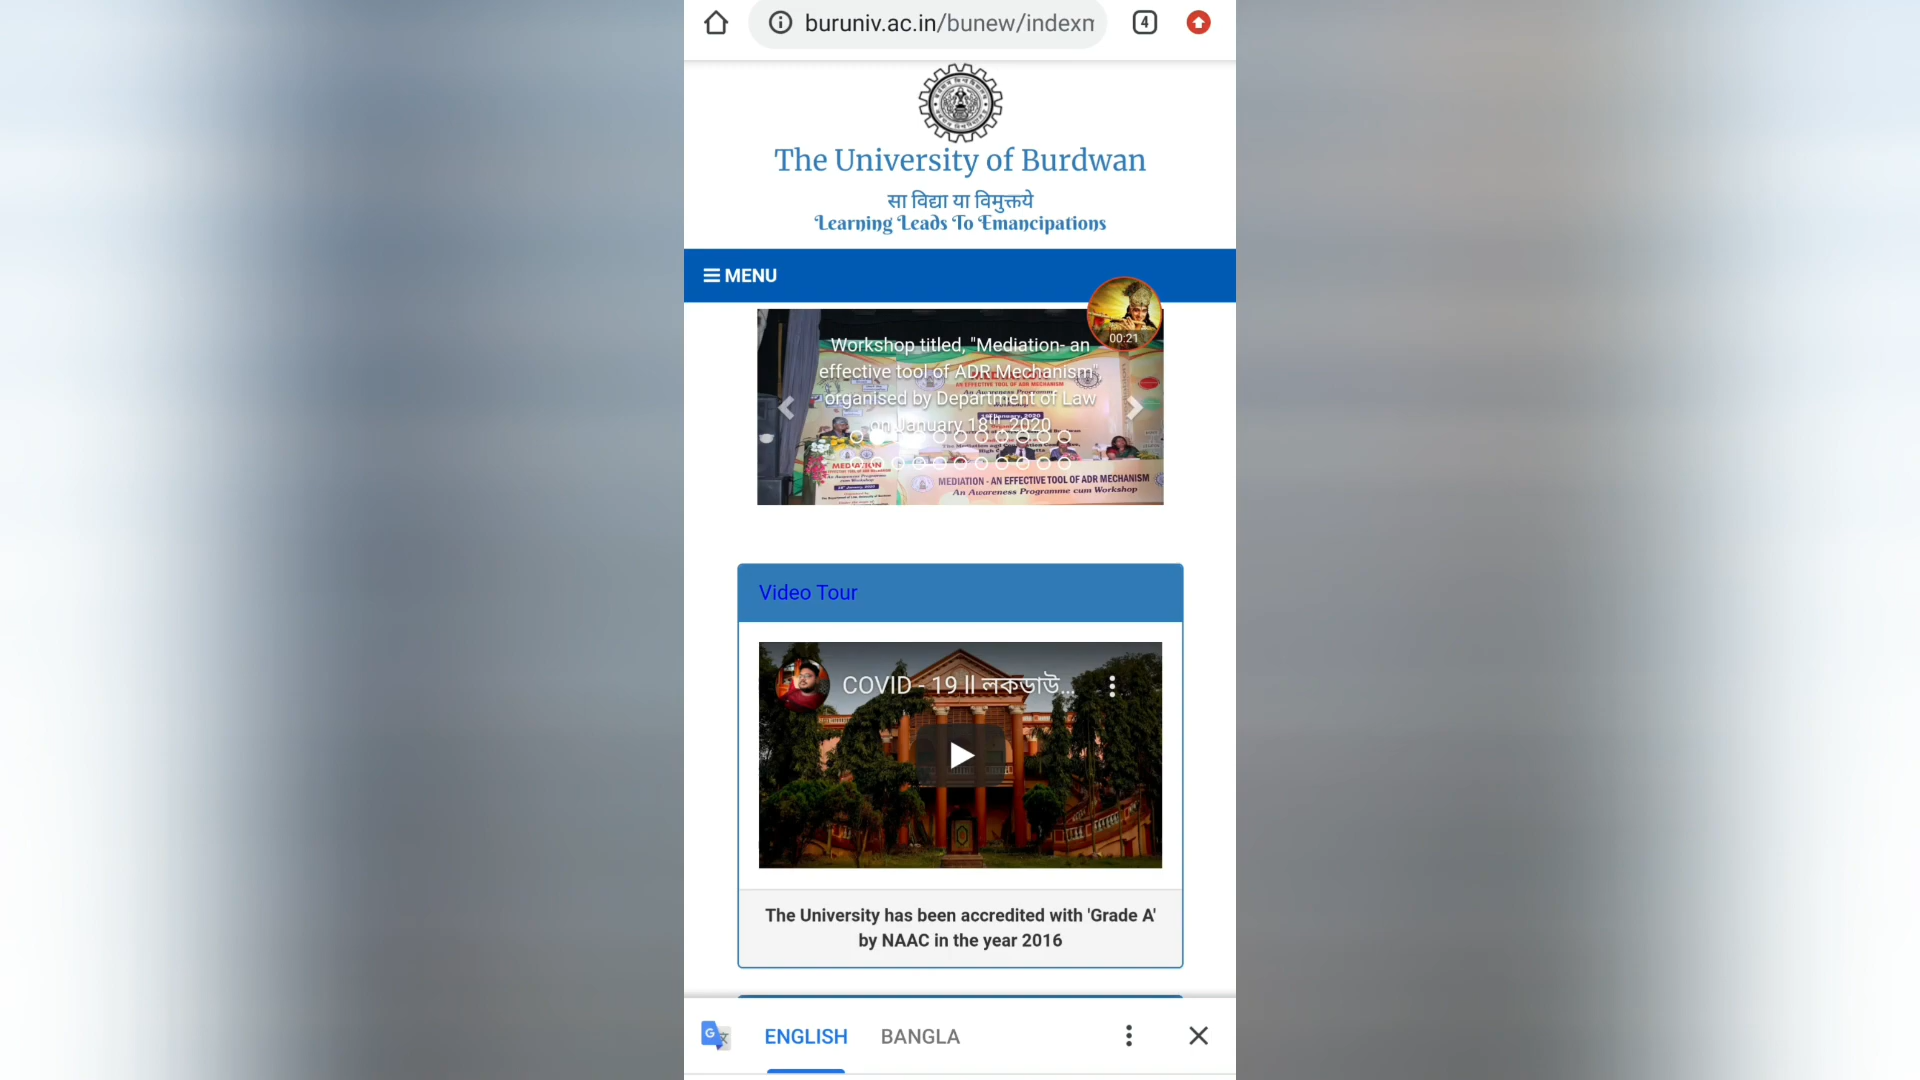 buruniv.ac.in/bunew/indexn
4
The University of Burdwan
सा विद्या या विमुक्तये
Learning Leads To Emancipations
MENU
00:21
Workshop titled, "Mediation- an
effective tool of ADR Mechanism"
organised by Department of Law
on January 18th, 2020
MEDIATION
MEDIATION - AN EFFECTIVE TOOL OF ADR MECHANISM
An Awareness Programme cum Workshop
Video Tour
COVID - 19 ll লকডাউ...
The University has been accredited with 'Grade A'
by NAAC in the year 2016
ENGLISH
BANGLA